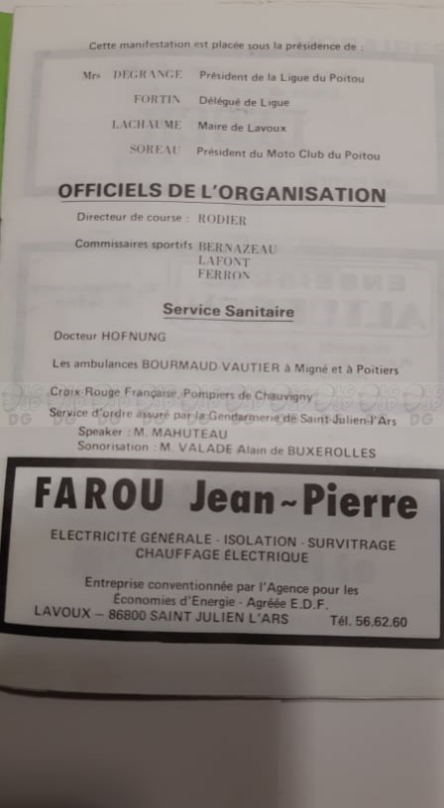 Cette manifestation est placée sous la présidence de :
Mrs DEGRANGE Président de la Ligue du Poitou
FORTIN Délégué de Ligue
LACHAUME Maire de Lavoux
SOREAU Président du Moto Club du Poitou
OFFICIELS DE L'ORGANISATION
Directeur de course : RODIER
Commissaires sportifs BERNAZEAU
LAFONT
FERRON
Service Sanitaire
Docteur HOFNUNG
Les ambulances BOURMAUD-VAUTIER à Migné et à Poitiers
Croix-Rouge Française, Pompiers de Chauvigny
Service d'ordre assuré par la Gendarmerie de Saint-Julien-l'Ars
Speaker : M. MAHUTEAU
Sonorisation : M. VALADE Alain de BUXEROLLES
FAROU Jean~Pierre
ELECTRICITÉ GÉNÉRALE - ISOLATION - SURVITRAGE
CHAUFFAGE ÉLECTRIQUE
Entreprise conventionnée par l'Agence pour les
Économies d'Energie - Agréée E.D.F.
LAVOUX – 86800 SAINT JULIEN L'ARS Tél. 56.62.60